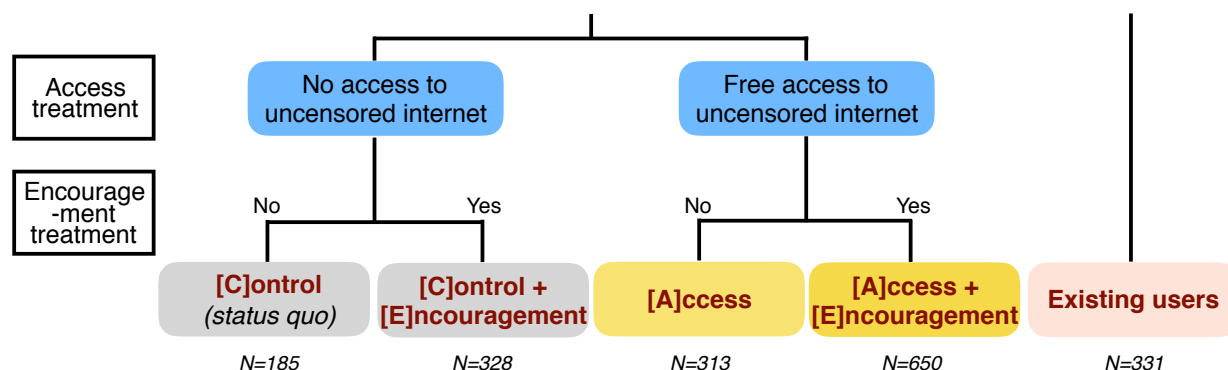 Access
treatment
No access to
uncensored internet
Free access to
uncensored internet
Encourage
-ment
treatment
No
Yes
No
Yes
[C]ontrol
(status quo)
[C]ontrol +
[E]ncouragement
[A]ccess
[A]ccess +
[E]ncouragement
Existing users
N=185
N=328
N=313
N=650
N=331